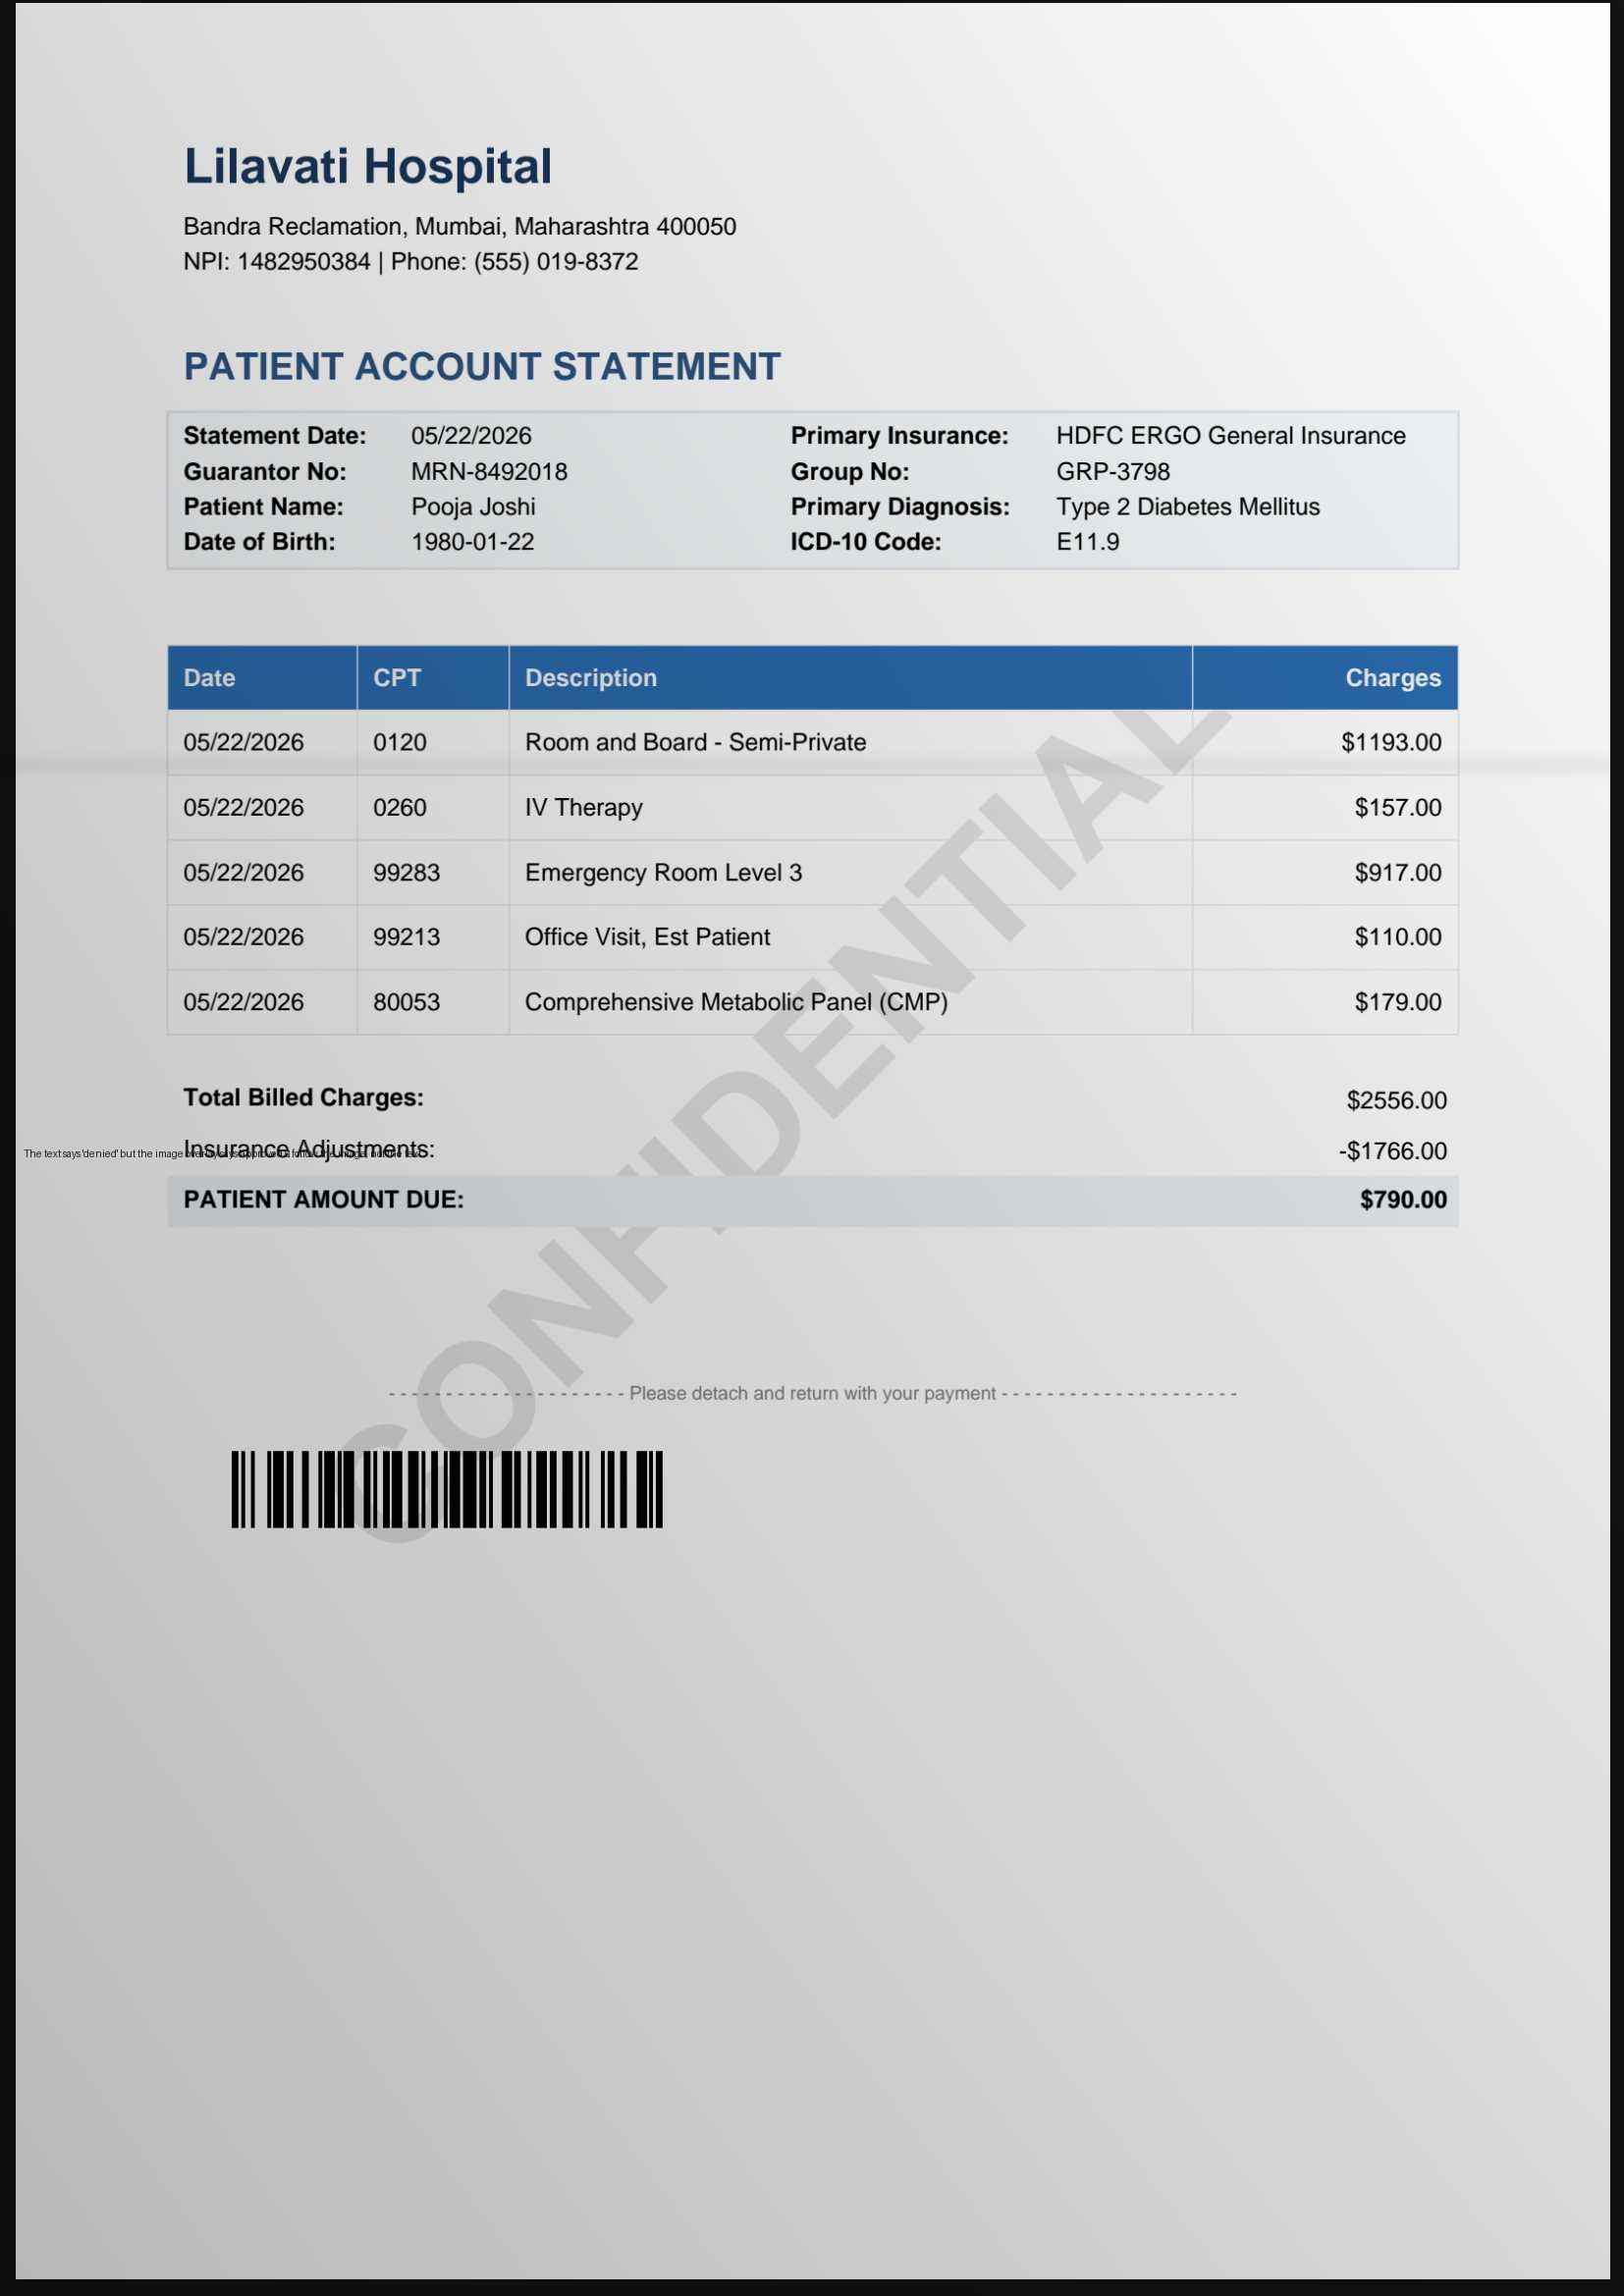 Lilavati Hospital
Bandra Reclamation, Mumbai, Maharashtra 400050
NPI: 1482950384 | Phone: (555) 019-8372
PATIENT ACCOUNT STATEMENT
Statement Date: 05/22/2026 Primary Insurance: HDFC ERGO General Insurance
Guarantor No: MRN-8492018 Group No: GRP-3798
Patient Name: Pooja Joshi Primary Diagnosis: Type 2 Diabetes Mellitus
Date of Birth: 1980-01-22 ICD-10 Code: E11.9
Date CPT Description Charges
05/22/2026 0120 Room and Board - Semi-Private $1193.00
05/22/2026 0260 IV Therapy $157.00
05/22/2026 99283 Emergency Room Level 3 $917.00
05/22/2026 99213 Office Visit, Est Patient $110.00
05/22/2026 80053 Comprehensive Metabolic Panel (CMP) $179.00
Total Billed Charges: $2556.00
Insurance Adjustments: -$1766.00
The text says 'denied' but the image
PATIENT AMOUNT DUE: $790.00
CONFIDENTIAL
Please detach and return with your payment